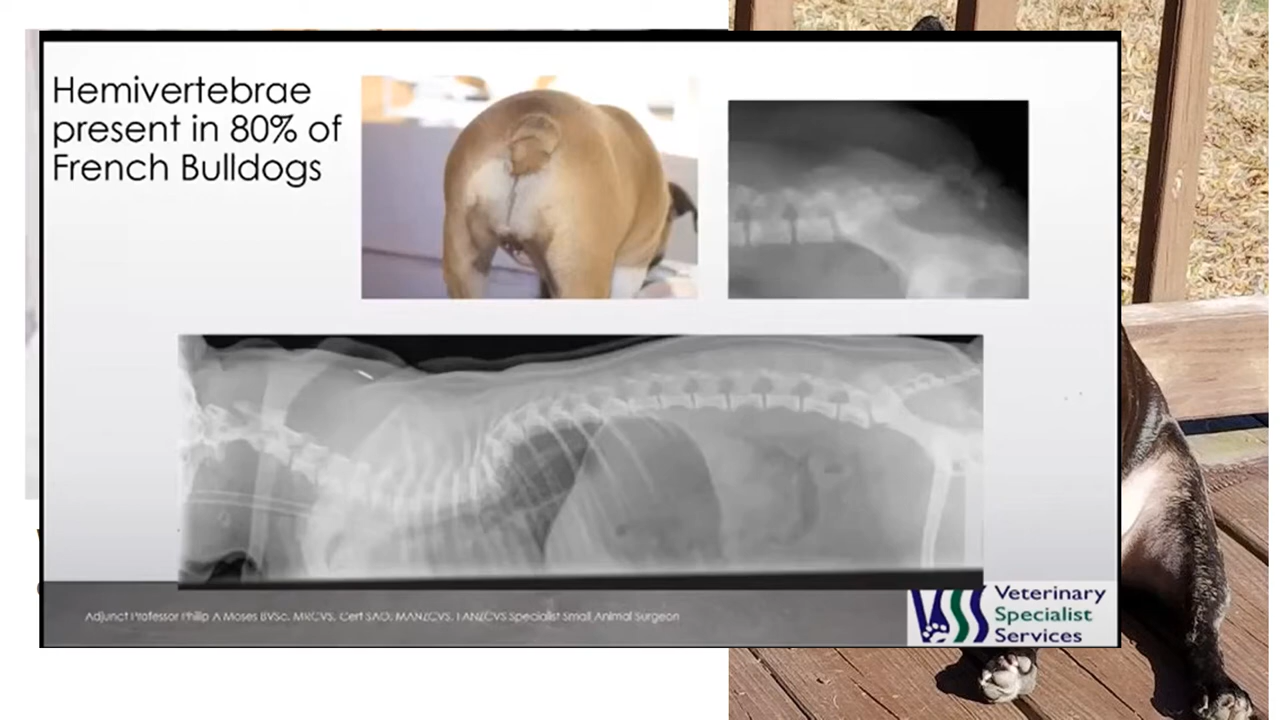 Hemivertebrae
present in 80% of
French Bulldogs
Adjunct Professor Philip A Moses BVSc, MRCVS, Cert SAO, MANZCVS, FANZCVS Specialist Small Animal Surgeon
VSS
Veterinary
Specialist
Services